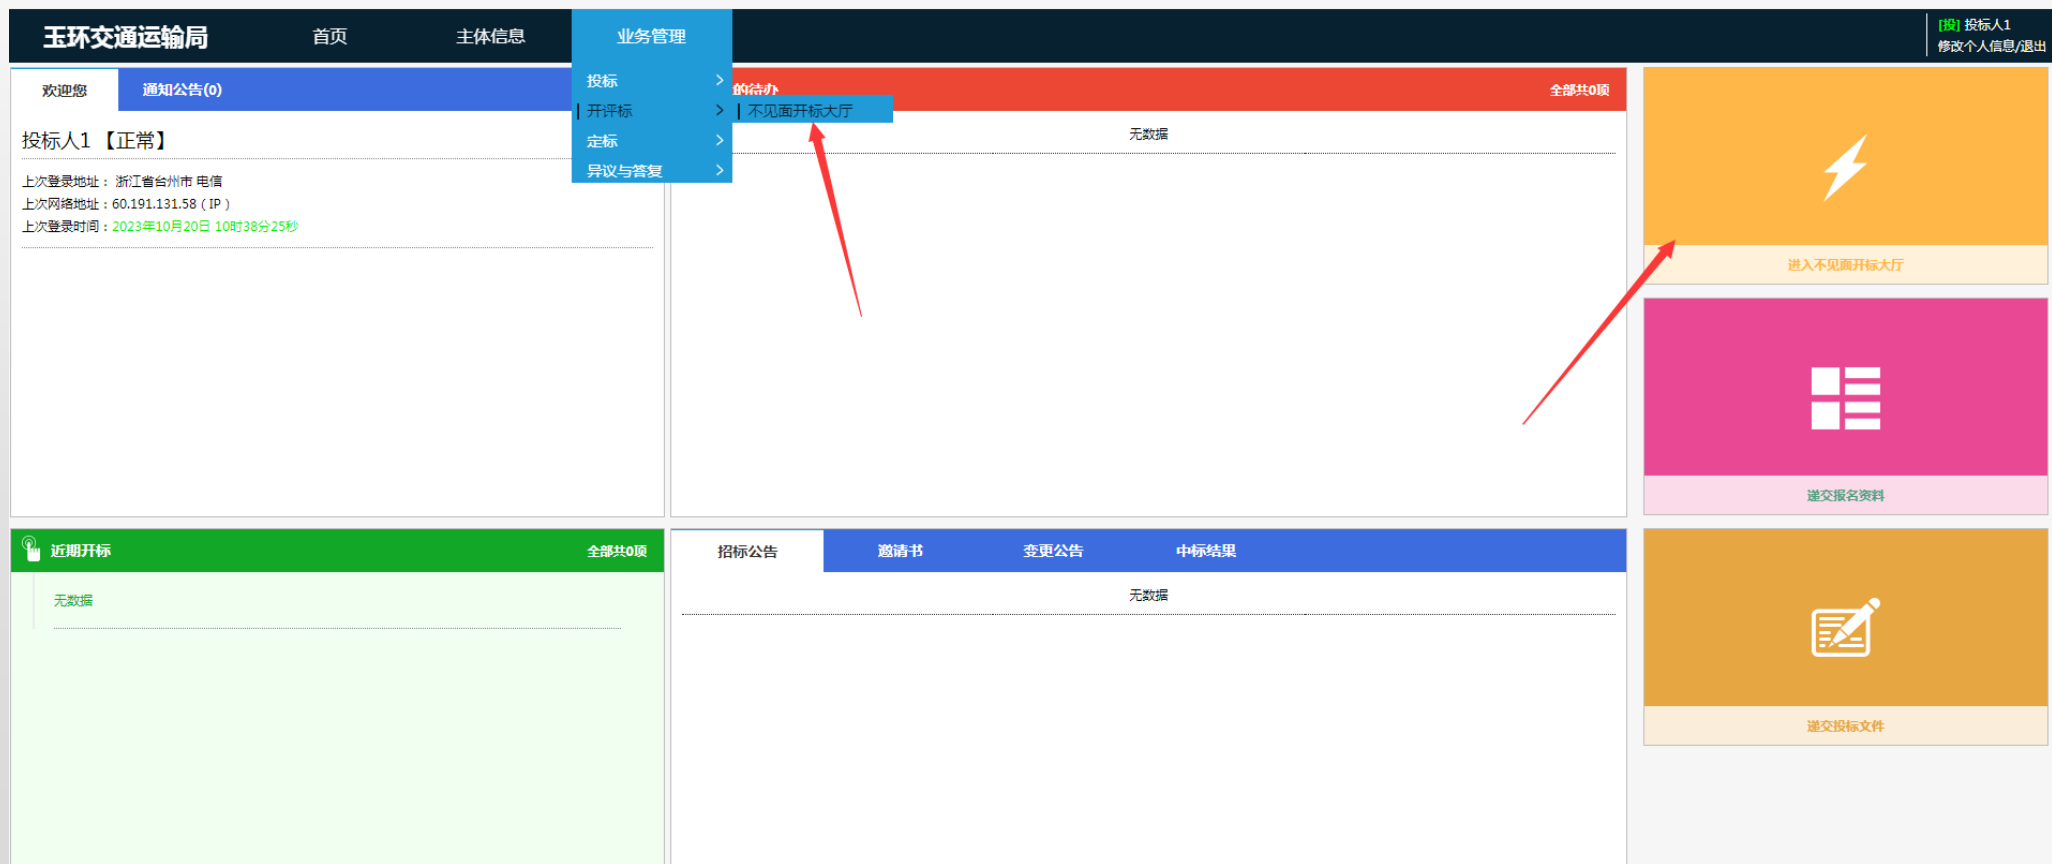 玉环交通运输局
首页
主体信息
业务管理
[投] 投标人1
修改个人信息/退出
欢迎您
通知公告(0)
投标
开评标
不见面开标大厅
定标
异议与答复
的待办
全部共0项
无数据
投标人1 【正常】
上次登录地址： 浙江省台州市 电信
上次网络地址：60.191.131.58（IP）
上次登录时间：2023年10月20日 10时38分25秒
进入不见面开标大厅
递交报名资料
近期开标
全部共0项
无数据
招标公告
邀请书
变更公告
中标结果
无数据
递交投标文件